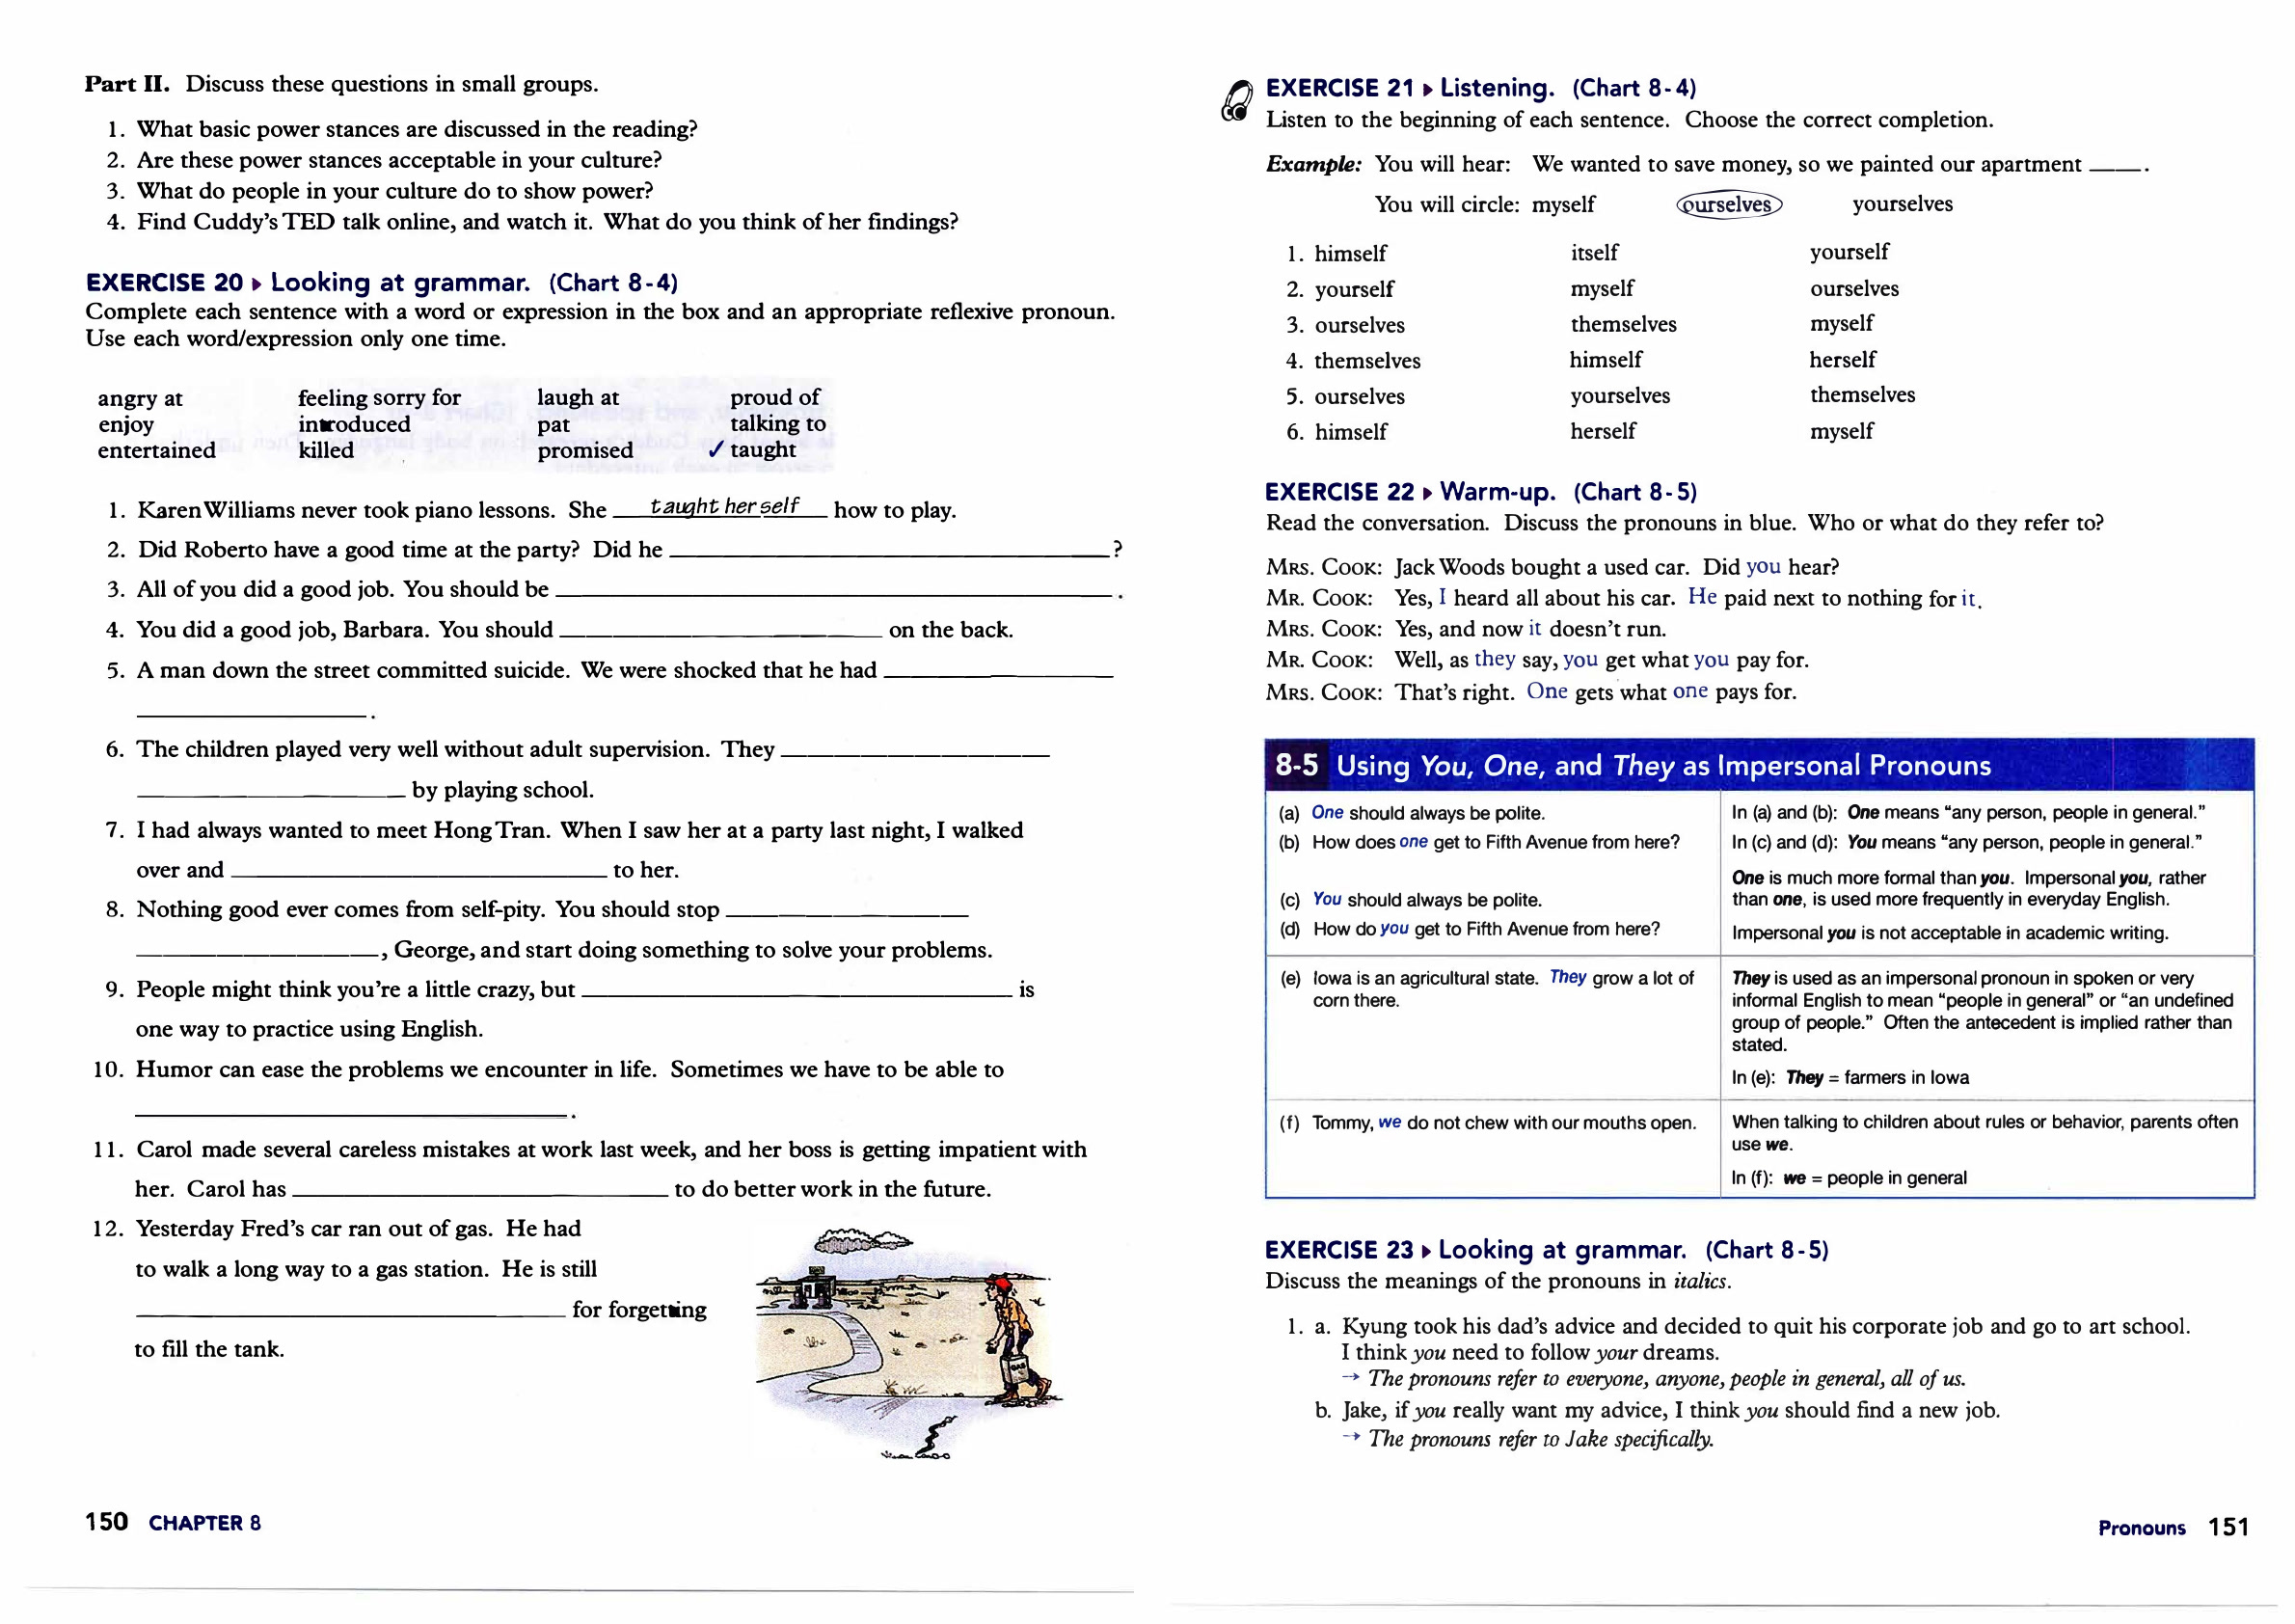 Part II. Discuss these questions in small groups.
1. What basic power stances are discussed in the reading?
2. Are these power stances acceptable in your culture?
3. What do people in your culture do to show power?
4. Find Cuddy's TED talk online, and watch it. What do you think of her findings?
EXERCISE 20 ▸ Looking at grammar. (Chart 8-4)
Complete each sentence with a word or expression in the box and an appropriate reflexive pronoun.
Use each word/expression only one time.
angry at feeling sorry for laugh at proud of
enjoy introduced pat talking to
entertained killed promised ✓ taught
1. Karen Williams never took piano lessons. She taught herself how to play.
2. Did Roberto have a good time at the party? Did he ____ ?
3. All of you did a good job. You should be ____ .
4. You did a good job, Barbara. You should ____ on the back.
5. A man down the street committed suicide. We were shocked that he had ____
____ .
6. The children played very well without adult supervision. They ____
____ by playing school.
7. I had always wanted to meet Hong Tran. When I saw her at a party last night, I walked
over and ____ to her.
8. Nothing good ever comes from self-pity. You should stop ____
____ , George, and start doing something to solve your problems.
9. People might think you're a little crazy, but ____ is
one way to practice using English.
10. Humor can ease the problems we encounter in life. Sometimes we have to be able to
____ .
11. Carol made several careless mistakes at work last week, and her boss is getting impatient with
her. Carol has ____ to do better work in the future.
12. Yesterday Fred's car ran out of gas. He had
to walk a long way to a gas station. He is still
____ for forgetting
to fill the tank.
GAS
150 CHAPTER 8
EXERCISE 21 ▸ Listening. (Chart 8-4)
Listen to the beginning of each sentence. Choose the correct completion.
Example: You will hear: We wanted to save money, so we painted our apartment ____.
You will circle: myself ourselves yourselves
1. himself itself yourself
2. yourself myself ourselves
3. ourselves themselves myself
4. themselves himself herself
5. ourselves yourselves themselves
6. himself herself myself
EXERCISE 22 ▸ Warm-up. (Chart 8-5)
Read the conversation. Discuss the pronouns in blue. Who or what do they refer to?
MRS. COOK: Jack Woods bought a used car. Did you hear?
MR. COOK: Yes, I heard all about his car. He paid next to nothing for it.
MRS. COOK: Yes, and now it doesn't run.
MR. COOK: Well, as they say, you get what you pay for.
MRS. COOK: That's right. One gets what one pays for.
8-5 Using You, One, and They as Impersonal Pronouns
(a) One should always be polite.
(b) How does one get to Fifth Avenue from here?
(c) You should always be polite.
(d) How do you get to Fifth Avenue from here?
In (a) and (b): One means "any person, people in general."
In (c) and (d): You means "any person, people in general."
One is much more formal than you. Impersonal you, rather
than one, is used more frequently in everyday English.
Impersonal you is not acceptable in academic writing.
(e) Iowa is an agricultural state. They grow a lot of
corn there.
They is used as an impersonal pronoun in spoken or very
informal English to mean "people in general" or "an undefined
group of people." Often the antecedent is implied rather than
stated.
In (e): They = farmers in Iowa
(f) Tommy, we do not chew with our mouths open.
When talking to children about rules or behavior, parents often
use we.
In (f): we = people in general
EXERCISE 23 ▸ Looking at grammar. (Chart 8-5)
Discuss the meanings of the pronouns in italics.
1. a. Kyung took his dad's advice and decided to quit his corporate job and go to art school.
I think you need to follow your dreams.
→ The pronouns refer to everyone, anyone, people in general, all of us.
b. Jake, if you really want my advice, I think you should find a new job.
→ The pronouns refer to Jake specifically.
Pronouns 151